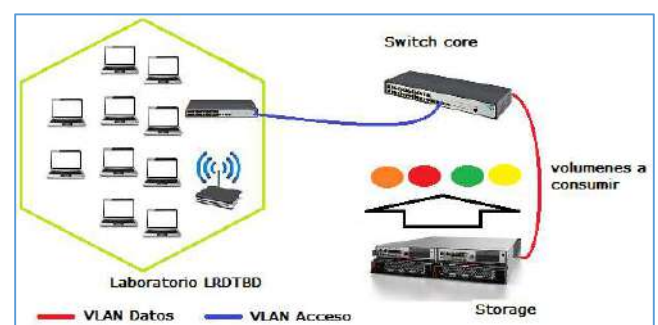 Switch core
volumenes a
consumir
Laboratorio LRDTBD
Storage
VLAN Datos
VLAN Acceso